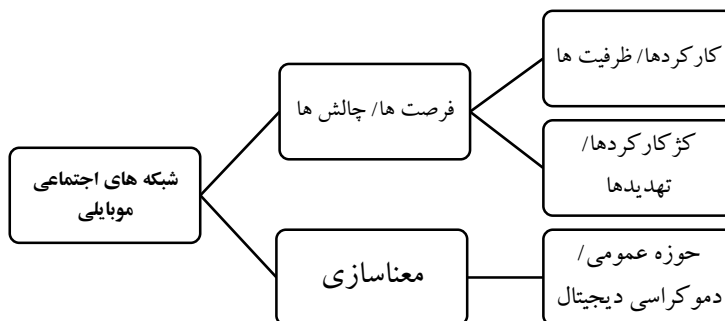 کارکردها/ ظرفیت ها
فرصت ها/ چالش ها
کژکارکردها/
تهدیدها
شبکه های اجتماعی
موبایلی
معناسازی
حوزه عمومی/
دموکراسی دیجیتال